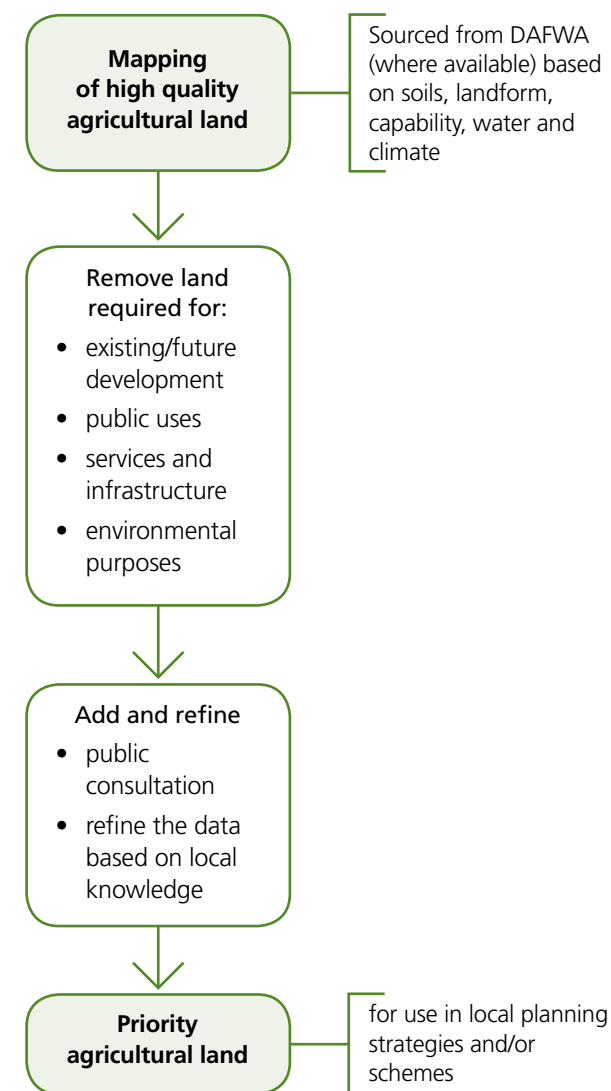 Mapping
of high quality
agricultural land
Sourced from DAFWA
(where available) based
on soils, landform,
capability, water and
climate
Remove land
required for:
• existing/future
development
• public uses
• services and
infrastructure
• environmental
purposes
Add and refine
• public
consultation
• refine the data
based on local
knowledge
Priority
agricultural land
for use in local planning
strategies and/or
schemes